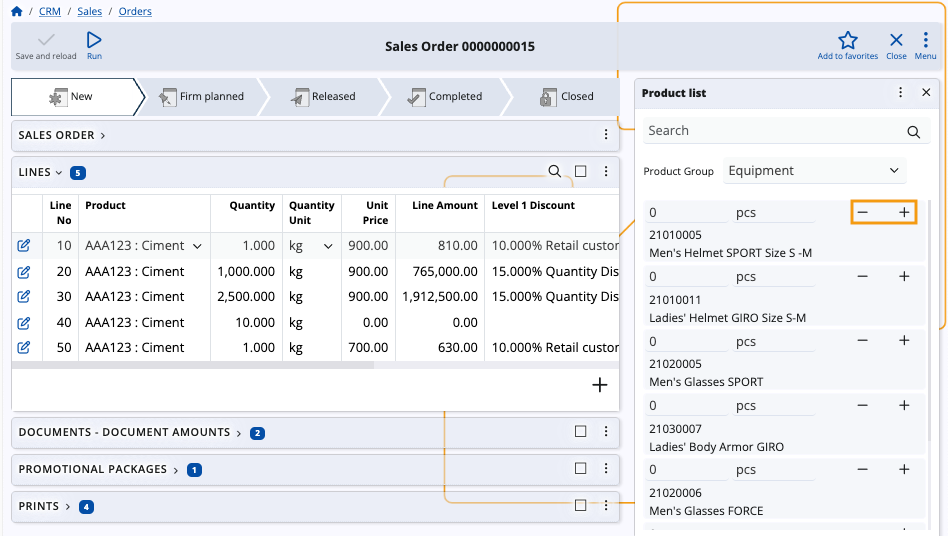 / CRM / Sales / Orders
Save and reload
Run
Sales Order 0000000015
Add to favorites
Close
Menu
New
Firm planned
Released
Completed
Closed
SALES ORDER
LINES 5
Line No Product Quantity Quantity Unit Unit Price Line Amount Level 1 Discount
10 AAA123 : Ciment 1.000 kg 900.00 810.00 10.000% Retail custor
20 AAA123 : Ciment 1,000.000 kg 900.00 765,000.00 15.000% Quantity Dis
30 AAA123 : Ciment 2,500.000 kg 900.00 1,912,500.00 15.000% Quantity Dis
40 AAA123 : Ciment 10.000 kg 0.00 0.00
50 AAA123 : Ciment 1.000 kg 700.00 630.00 10.000% Retail custor
DOCUMENTS - DOCUMENT AMOUNTS 2
PROMOTIONAL PACKAGES 1
PRINTS 4
Product list
Search
Product Group Equipment
0 pcs
21010005
Men's Helmet SPORT Size S -M
0 pcs
21010011
Ladies' Helmet GIRO Size S-M
0 pcs
21020005
Men's Glasses SPORT
0 pcs
21030007
Ladies' Body Armor GIRO
0 pcs
21020006
Men's Glasses FORCE